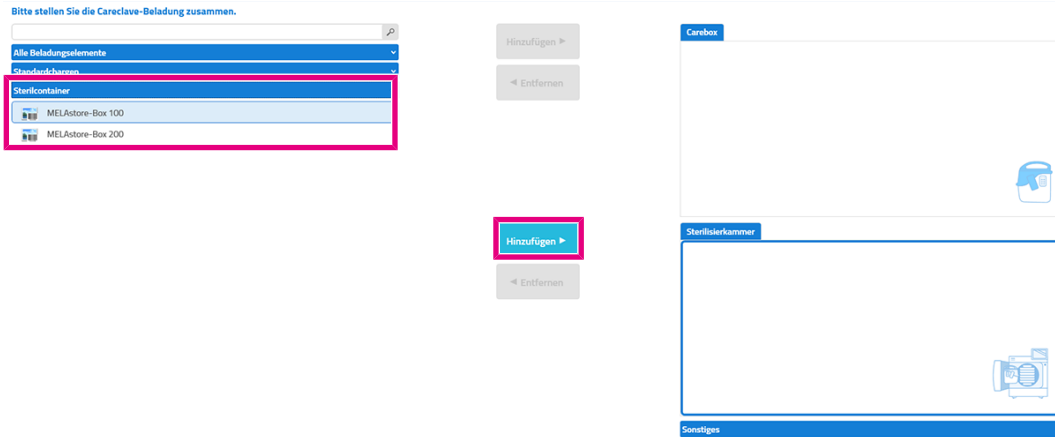 Bitte stellen Sie die Careclave-Beladung zusammen.
Alle Beladungselemente
Standardchargen
Sterilcontainer
MELAstore-Box 100
MELAstore-Box 200
Hinzufügen
Entfernen
Hinzufügen
Entfernen
Carebox
Sterilisierkammer
Sonstiges